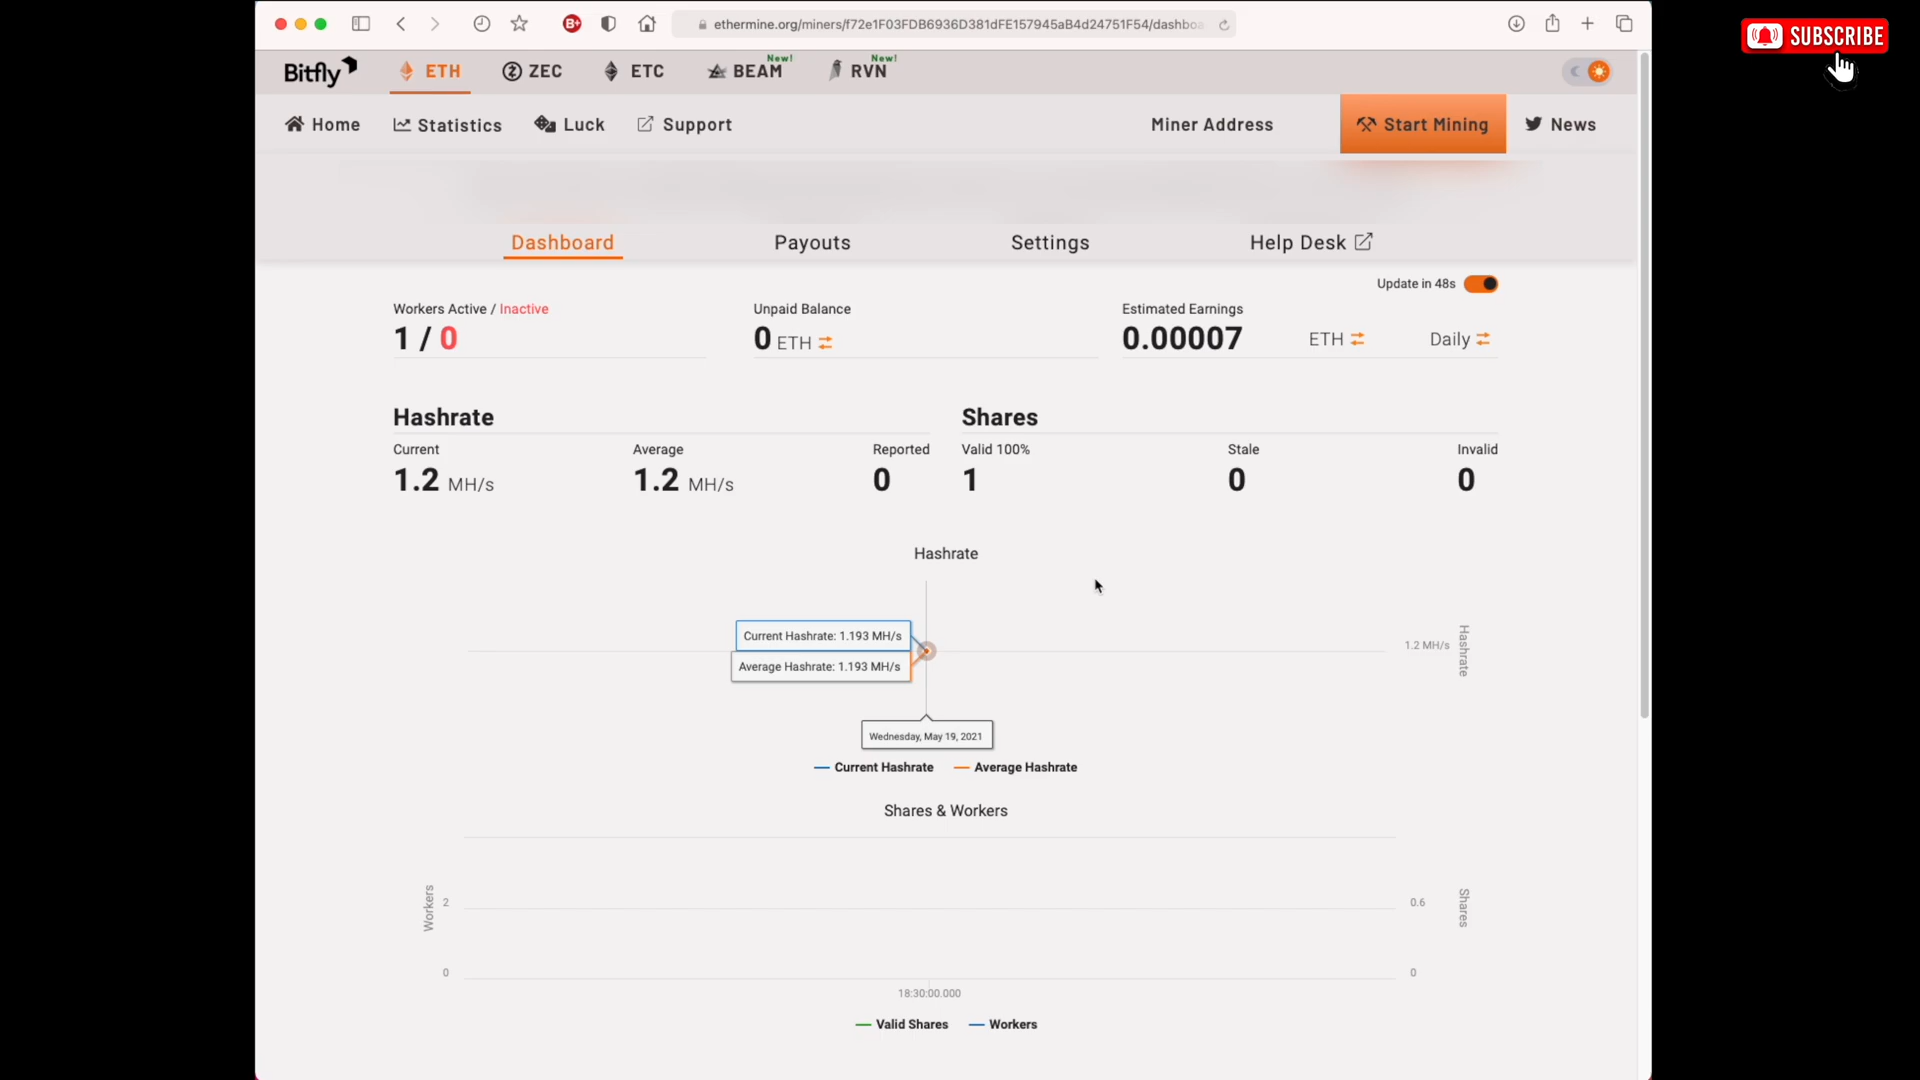 ethermine.org/miners/f72e1F03FDB6936D381dFE157945aB4d24751F54/dashboa
SUBSCRIBE
Bitfly ETH ZEC ETC BEAM New! RVN New!
Home Statistics Luck Support Miner Address Start Mining News
Dashboard Payouts Settings Help Desk
Update in 48s
Workers Active / Inactive Unpaid Balance Estimated Earnings
1 / 0 0 ETH 0.00007 ETH Daily
Hashrate Shares
Current Average Reported Valid 100% Stale Invalid
1.2 MH/s 1.2 MH/s 0 1 0 0
Hashrate
Current Hashrate: 1.193 MH/s
Average Hashrate: 1.193 MH/s
1.2 MH/s
Hashrate
Wednesday, May 19, 2021
Current Hashrate Average Hashrate
Shares & Workers
Workers
2 0.6
Shares
0 0
18:30:00.000
Valid Shares Workers